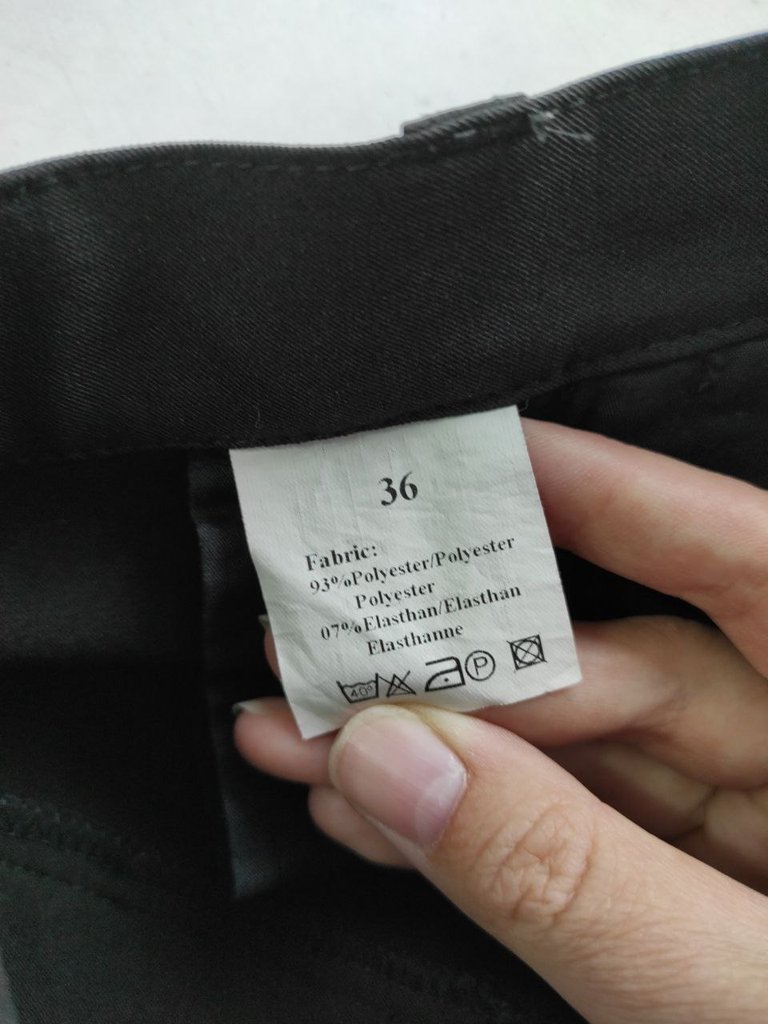 36
Fabric:
93%Polyester/Polyester
Polyester
07%Elasthan/Elasthan
Elasthanne
40° P